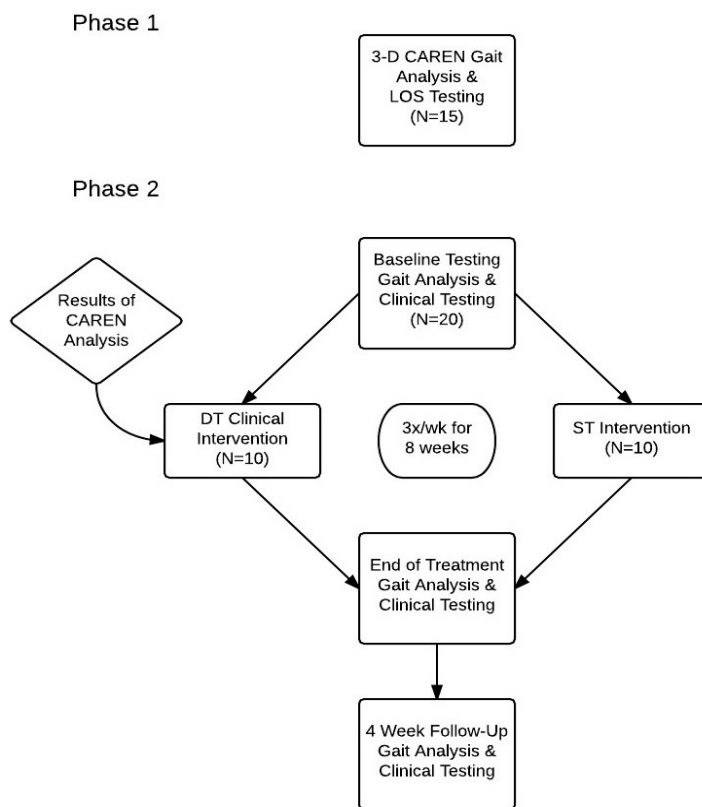 Phase 1
3-D CAREN Gait
Analysis &
LOS Testing
(N=15)
Phase 2
Baseline Testing
Gait Analysis &
Clinical Testing
(N=20)
Results of
CAREN
Analysis
DT Clinical
Intervention
(N=10)
3x/wk for
8 weeks
ST Intervention
(N=10)
End of Treatment
Gait Analysis &
Clinical Testing
4 Week Follow-Up
Gait Analysis &
Clinical Testing